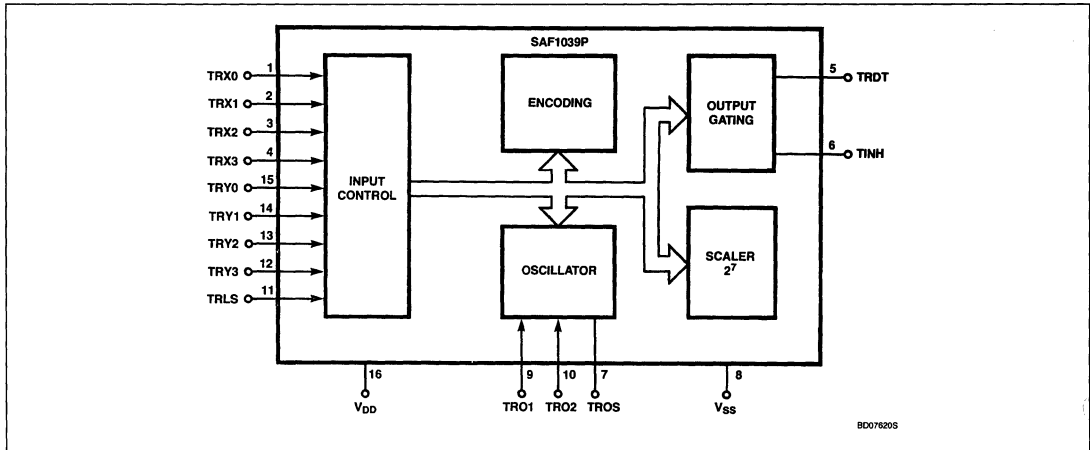 SAF1039P
TRX0 1
TRX1 2
TRX2 3
TRX3 4
TRY0 15
TRY1 14
TRY2 13
TRY3 12
TRLS 11
INPUT
CONTROL
ENCODING
OSCILLATOR
OUTPUT
GATING
SCALER
2⁷
5 TRDT
6 TINH
16
VDD
9 10 7
TRO1 TRO2 TROS
8
VSS
BD07620S